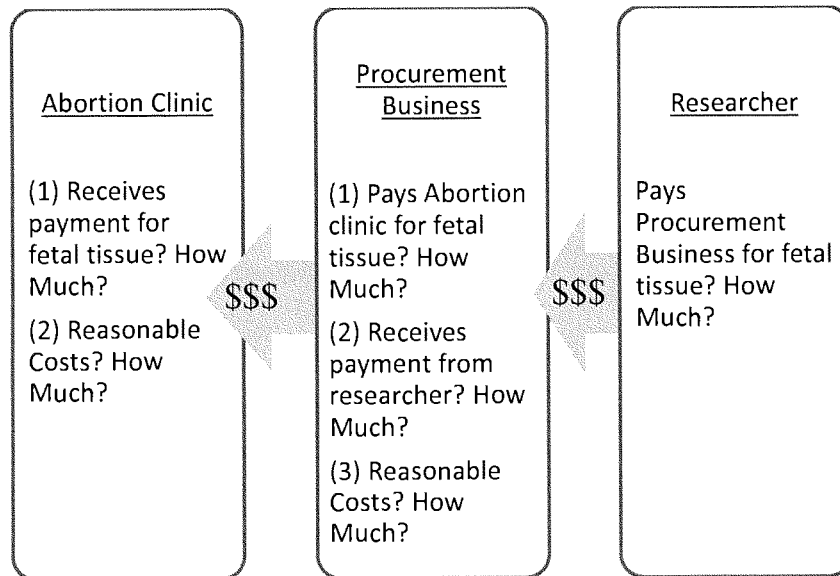 Abortion Clinic
(1) Receives
payment for
fetal tissue? How
Much?
(2) Reasonable
Costs? How
Much?
$$$
Procurement
Business
(1) Pays Abortion
clinic for fetal
tissue? How
Much?
(2) Receives
payment from
researcher? How
Much?
(3) Reasonable
Costs? How
Much?
$$$
Researcher
Pays
Procurement
Business for fetal
tissue? How
Much?